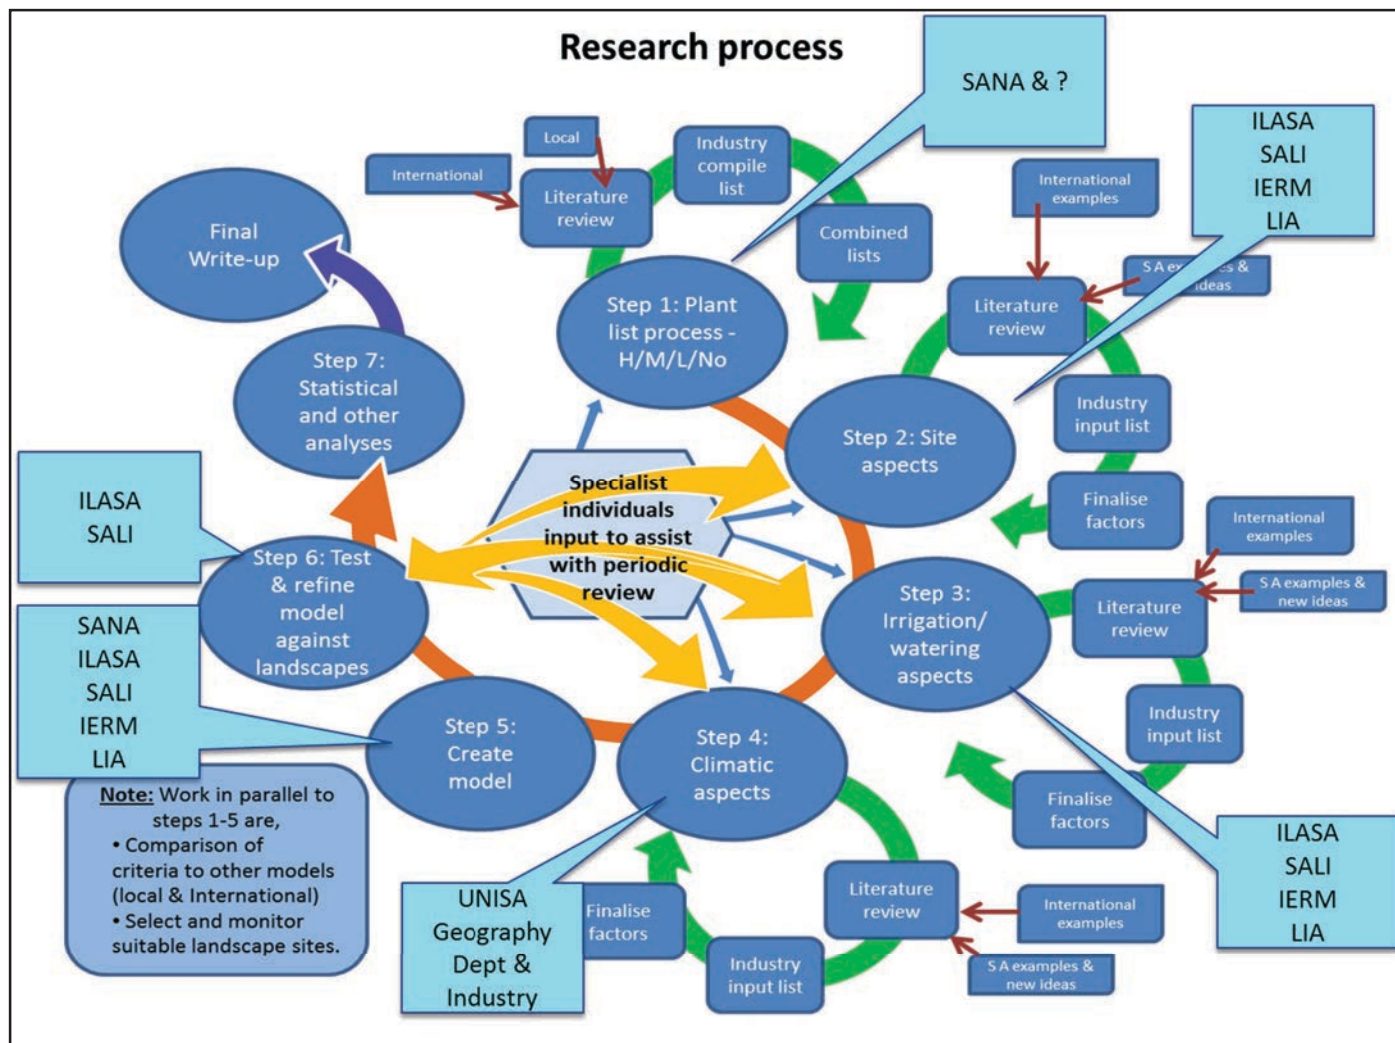 Research process
SANA & ?
ILASA
SALI
IERM
LIA
Local
International
Literature
review
Industry
compile
list
Combined
lists
International
examples
S A examples &
ideas
Literature
review
Industry
input list
Finalise
factors
Final
Write-up
Step 1: Plant
list process -
H/M/L/No
Step 7:
Statistical
and other
analyses
Step 2: Site
aspects
Specialist
individuals
input to assist
with periodic
review
ILASA
SALI
Step 6: Test
& refine
model
against
landscapes
Step 3:
Irrigation/
watering
aspects
International
examples
S A examples &
new ideas
Literature
review
Industry
input list
Finalise
factors
SANA
ILASA
SALI
IERM
LIA
Step 5:
Create
model
Step 4:
Climatic
aspects
Note: Work in parallel to
steps 1-5 are,
• Comparison of
criteria to other models
(local & International)
• Select and monitor
suitable landscape sites.
UNISA
Geography
Dept &
Industry
Finalise
factors
Industry
input list
Literature
review
International
examples
S A examples &
new ideas
ILASA
SALI
IERM
LIA